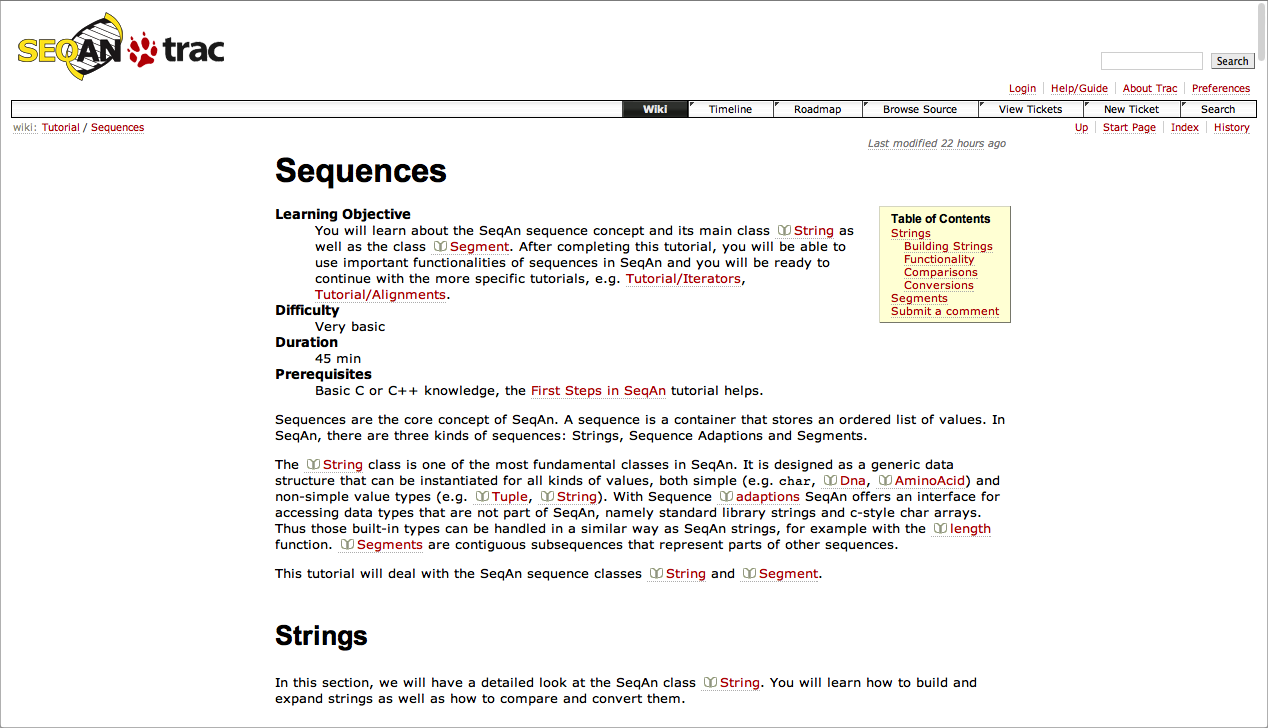 SEQAN trac
Search
Login Help/Guide About Trac Preferences
Wiki Timeline Roadmap Browse Source View Tickets New Ticket Search
wiki: Tutorial / Sequences
Up Start Page Index History
Last modified 22 hours ago
Sequences
Learning Objective
You will learn about the SeqAn sequence concept and its main class String as
well as the class Segment. After completing this tutorial, you will be able to
use important functionalities of sequences in SeqAn and you will be ready to
continue with the more specific tutorials, e.g. Tutorial/Iterators,
Tutorial/Alignments.
Difficulty
Very basic
Duration
45 min
Prerequisites
Basic C or C++ knowledge, the First Steps in SeqAn tutorial helps.
Table of Contents
Strings
Building Strings
Functionality
Comparisons
Conversions
Segments
Submit a comment
Sequences are the core concept of SeqAn. A sequence is a container that stores an ordered list of values. In
SeqAn, there are three kinds of sequences: Strings, Sequence Adaptions and Segments.
The String class is one of the most fundamental classes in SeqAn. It is designed as a generic data
structure that can be instantiated for all kinds of values, both simple (e.g. char, Dna, AminoAcid) and
non-simple value types (e.g. Tuple, String). With Sequence adaptions SeqAn offers an interface for
accessing data types that are not part of SeqAn, namely standard library strings and c-style char arrays.
Thus those built-in types can be handled in a similar way as SeqAn strings, for example with the length
function. Segments are contiguous subsequences that represent parts of other sequences.
This tutorial will deal with the SeqAn sequence classes String and Segment.
Strings
In this section, we will have a detailed look at the SeqAn class String. You will learn how to build and
expand strings as well as how to compare and convert them.